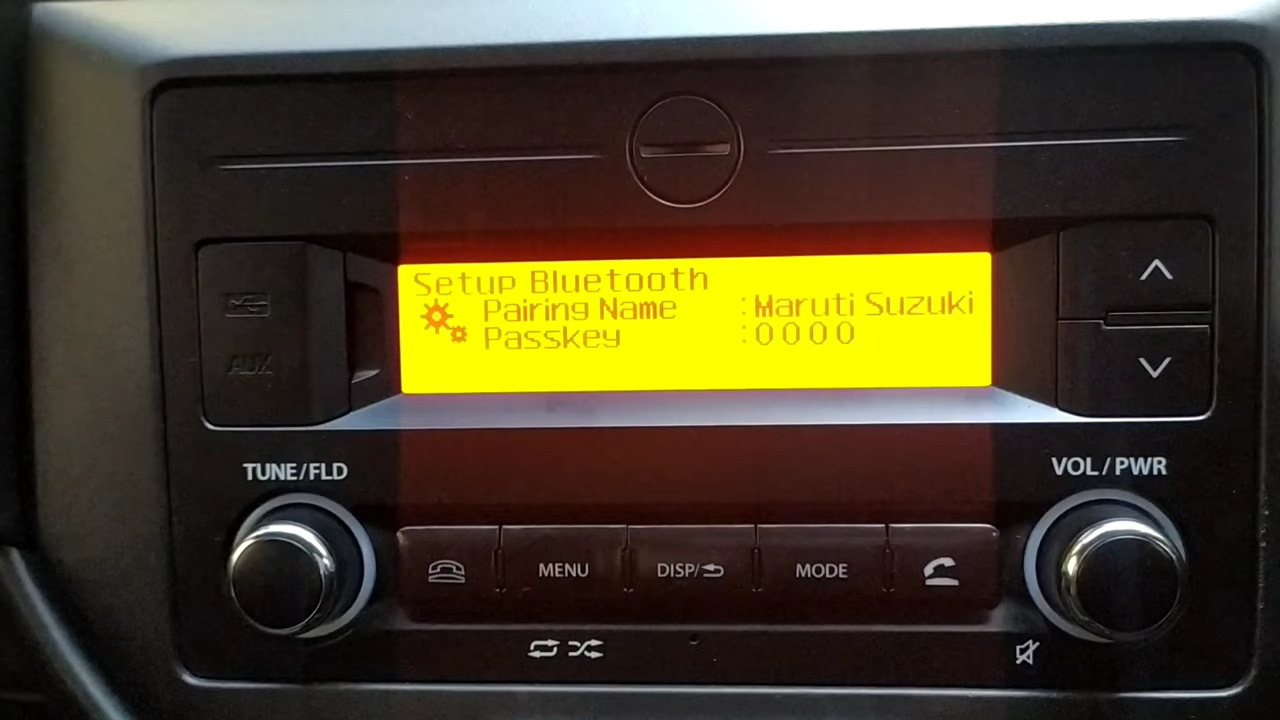 Setup Bluetooth
Pairing Name :Maruti Suzuki
Passkey :0000
AUX
TUNE/FLD
VOL/PWR
MENU
DISP/
MODE